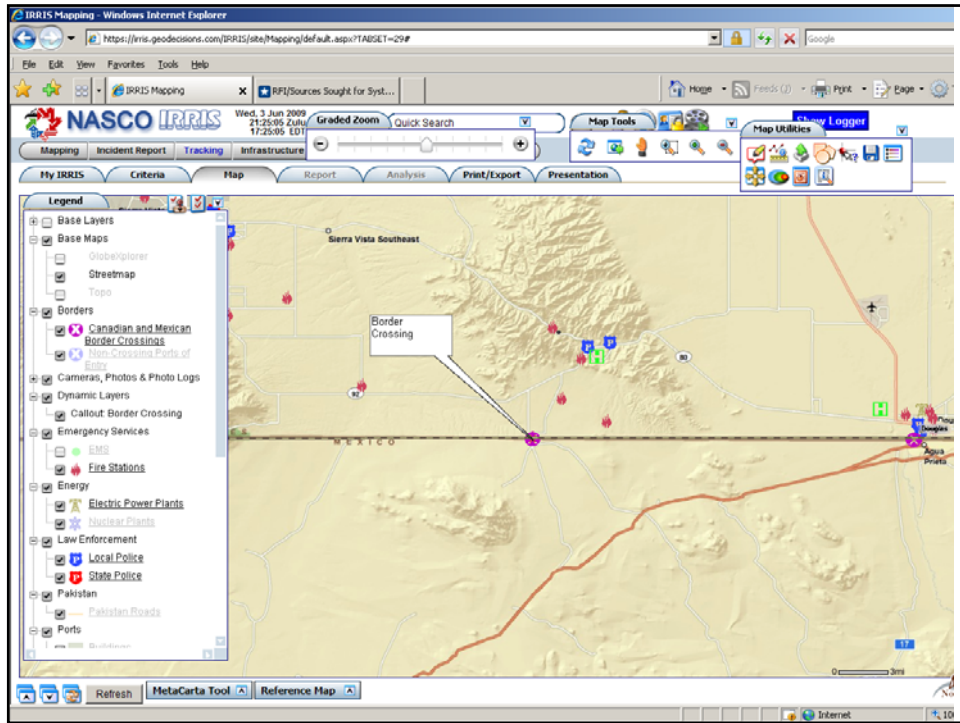 IRRIS Mapping - Windows Internet Explorer
https://irris.geodecisions.com/IRRIS/site/Mapping/default.aspx?TABSET=29#
Google
File Edit View Favorites Tools Help
IRRIS Mapping
RFI/Sources Sought for Syst...
Home
Feeds (J)
Print
Page
NASCO IRRIS
Wed, 3 Jun 2009
21:25:05 Zulu
17:25:05 EDT
Graded Zoom
Quick Search
Map Tools
Show Logger
Map Utilities
Mapping Incident Report Tracking Infrastructure
My IRRIS Criteria Map Report Analysis Print/Export Presentation
Legend
Base Layers
Base Maps
GlobeXplorer
Streetmap
Topo
Borders
Canadian and Mexican
Border Crossings
Non-Crossing Ports of
Entry
Cameras, Photos & Photo Logs
Dynamic Layers
Callout: Border Crossing
Emergency Services
EMS
Fire Stations
Energy
Electric Power Plants
Nuclear Plants
Law Enforcement
Local Police
State Police
Pakistan
Pakistan Roads
Ports
Buildings
Sierra Vista Southeast
Border
Crossing
80
92
H
H
P
P
MEXICO
Douglas
Agua
Prieta
17
0 3mi
Refresh
MetaCarta Tool
Reference Map
Internet